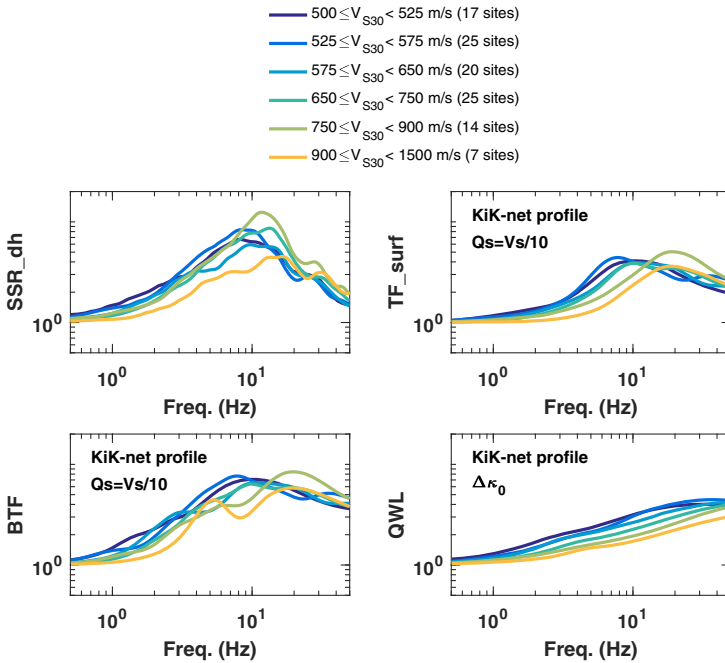 500≤V_S30< 525 m/s (17 sites)
525≤V_S30< 575 m/s (25 sites)
575≤V_S30< 650 m/s (20 sites)
650≤V_S30< 750 m/s (25 sites)
750≤V_S30< 900 m/s (14 sites)
900≤V_S30< 1500 m/s (7 sites)
SSR_dh
10^0
10^0 10^1
Freq. (Hz)
KiK-net profile
Qs=Vs/10
TF_surf
10^0
10^0 10^1
Freq. (Hz)
KiK-net profile
Qs=Vs/10
BTF
10^0
10^0 10^1
Freq. (Hz)
KiK-net profile
Δκ_0
QWL
10^0
10^0 10^1
Freq. (Hz)